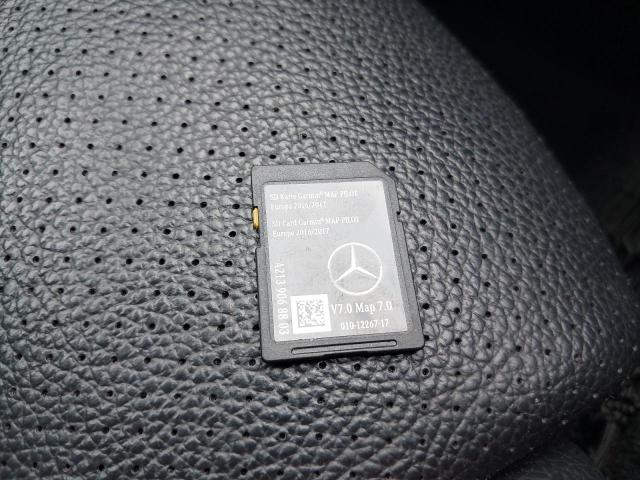 SD Karte Garmin® MAP PILOT
Europa 2016/2017
SD Card Garmin® MAP PILOT
Europe 2016/2017
A213 906 88 03
V7.0 Map 7.0
010-12267-17